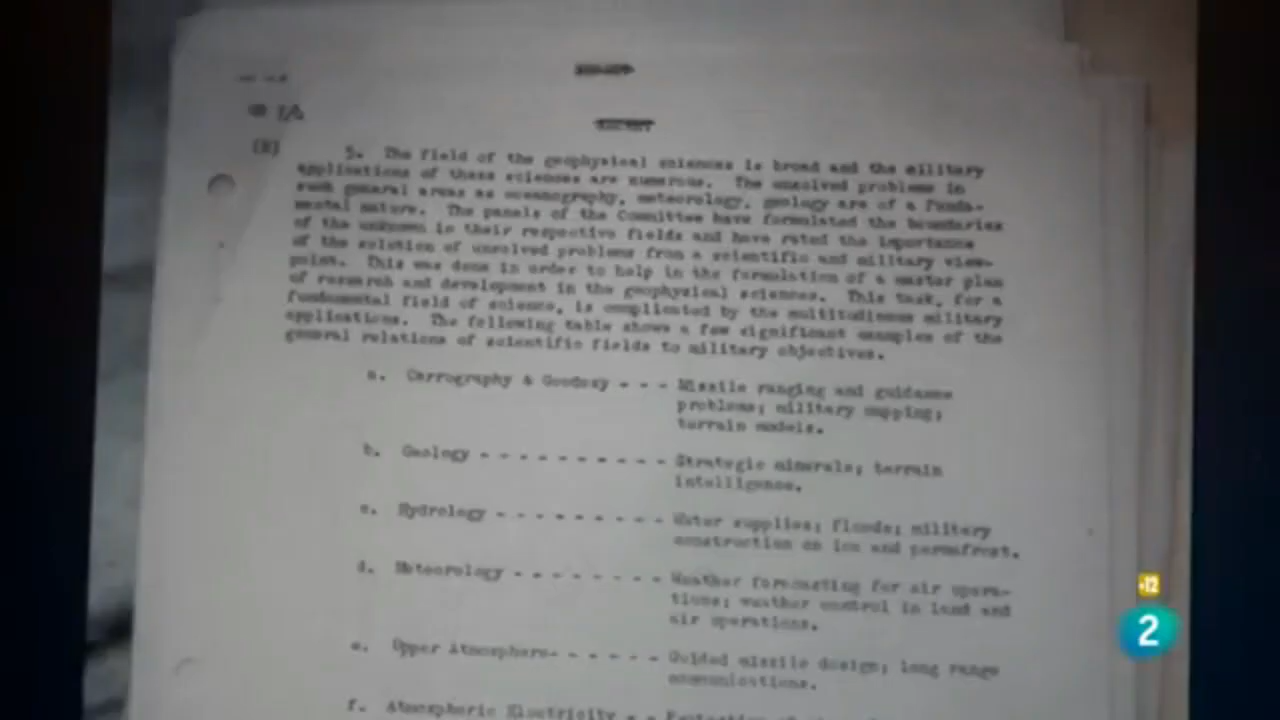 5. The field of the geophysical sciences is broad and the military
applications of these sciences are numerous. The unsolved problems in
such general areas as oceanography, meteorology, geology are of a funda-
mental nature. The panels of the Committee have formulated the boundaries
of the unknown in their respective fields and have rated the importance
of the solution of unsolved problems from a scientific and military view-
point. This was done in order to help in the formulation of a master plan
of research and development in the geophysical sciences. This task, for a
fundamental field of science, is complicated by the multitudinous military
applications. The following table shows a few significant examples of the
general relations of scientific fields to military objectives.
a. & Geodesy - - - Missile ranging and guidance
problems; military mapping;
terrain models.
b. Geology - - - - - - - - - - Strategic minerals; terrain
intelligence.
c. Hydrology - - - - - - - - - Water supplies; floods; military
construction on ice and permafrost.
d. Meteorology - - - - - - - - Weather forecasting for air opera-
tions; weather control in land and
air operations.
e. Upper Atmosphere- - - - - - Guided missile design; long range
communications.
f. Atmospheric Electricity - -
+12
2